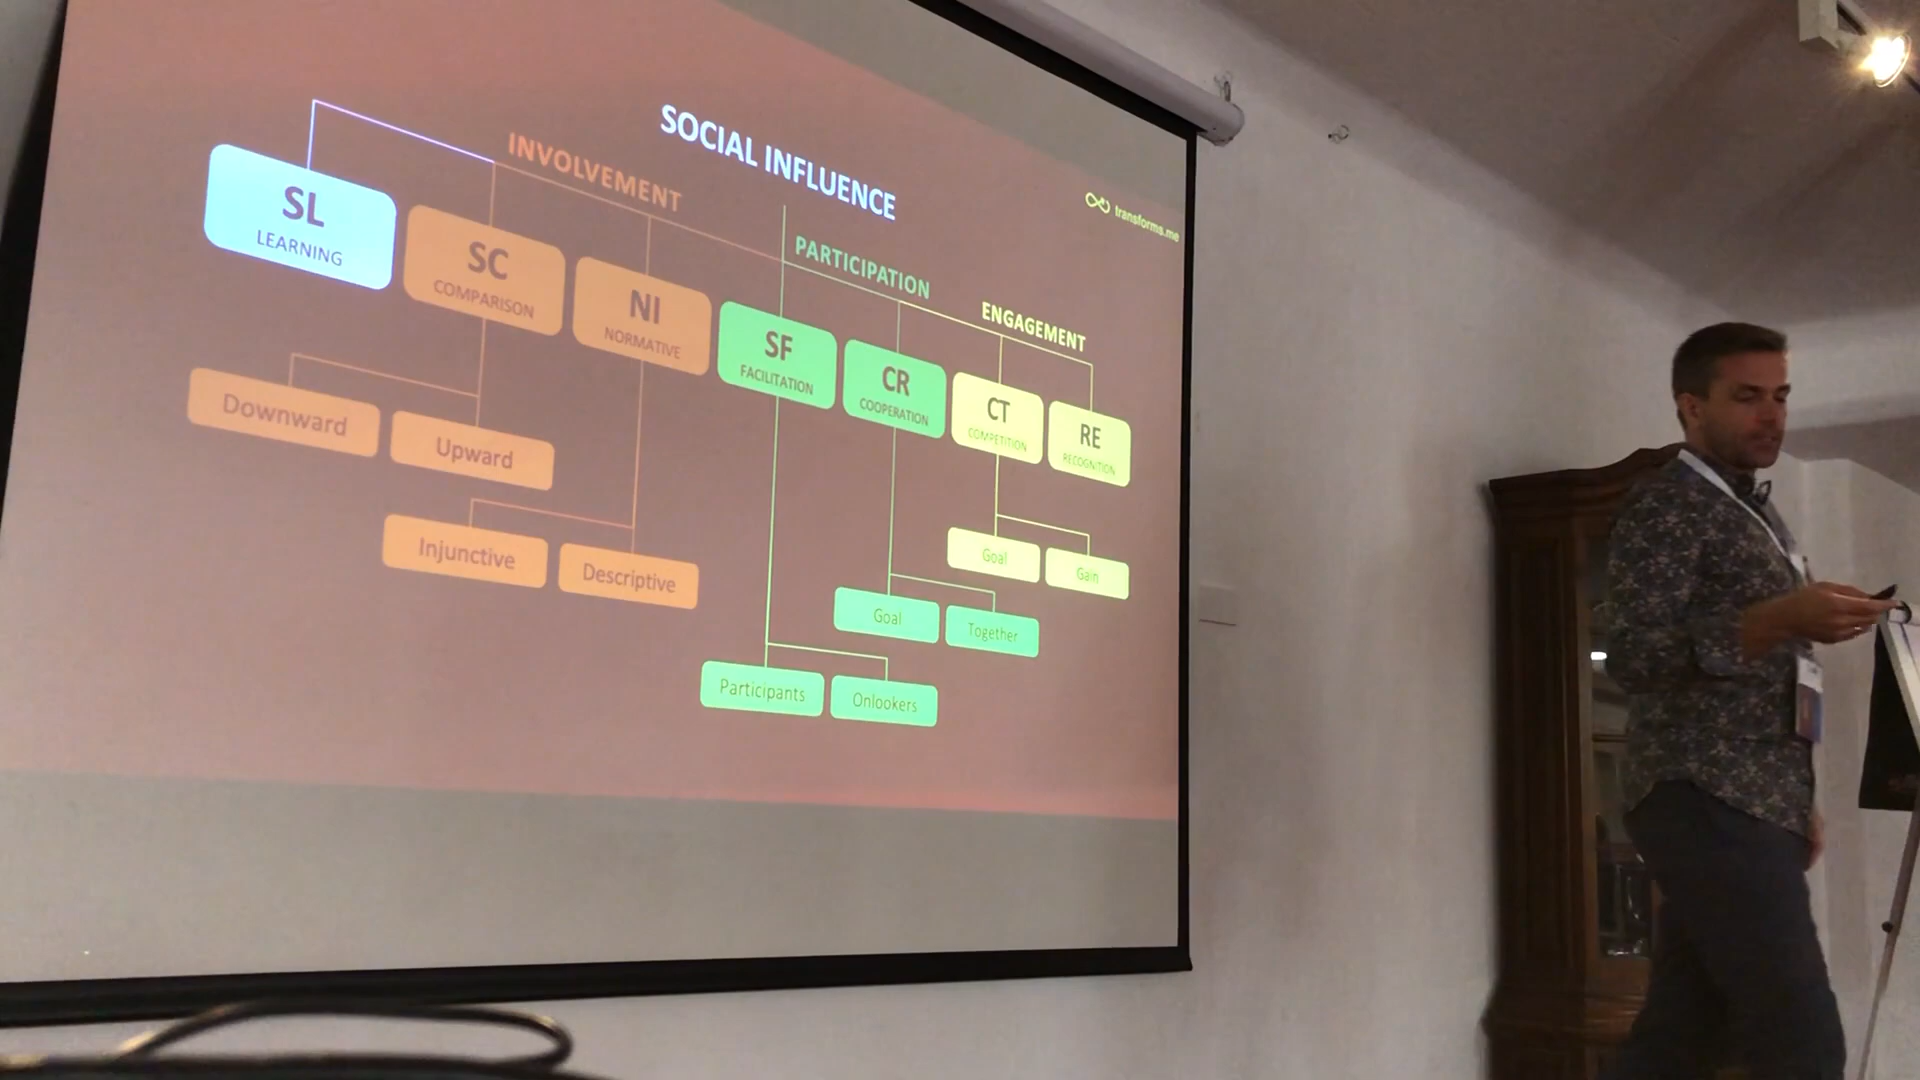 SOCIAL INFLUENCE
INVOLVEMENT
PARTICIPATION
ENGAGEMENT
transforms.me
SL
LEARNING
SC
COMPARISON
NI
NORMATIVE
SF
FACILITATION
CR
COOPERATION
CT
COMPETITION
RE
RECOGNITION
Downward
Upward
Injunctive
Descriptive
Goal
Gain
Goal
Together
Participants
Onlookers